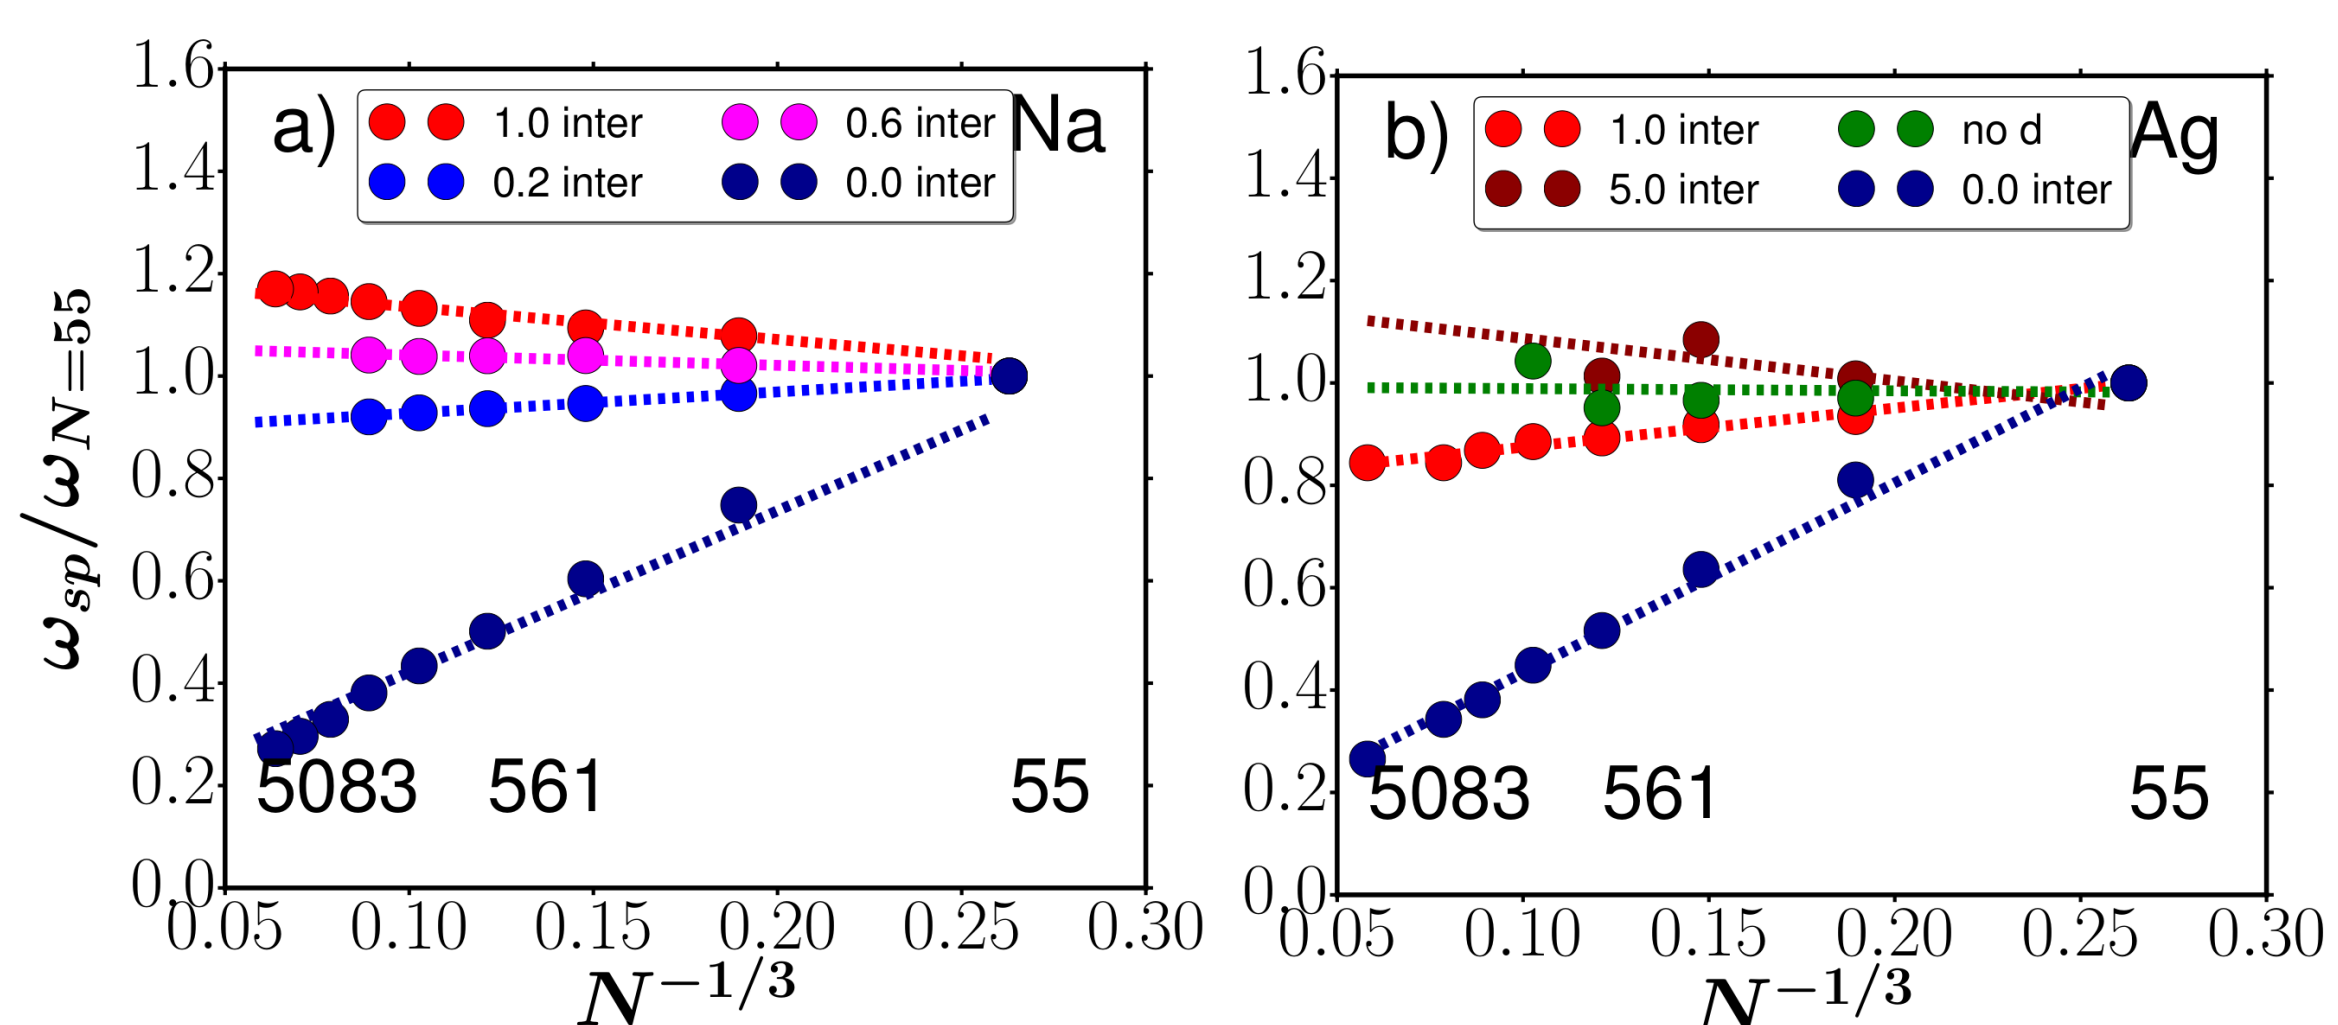 a) 1.0 inter 0.6 inter Na
0.2 inter 0.0 inter
1.6
1.4
1.2
1.0
0.8
0.6
0.4
0.2
0.0
ω_sp/ω_N=55
5083 561 55
0.05 0.10 0.15 0.20 0.25 0.30
N^−1/3
b) 1.0 inter no d Ag
5.0 inter 0.0 inter
1.6
1.4
1.2
1.0
0.8
0.6
0.4
0.2
0.0
5083 561 55
0.05 0.10 0.15 0.20 0.25 0.30
N^−1/3